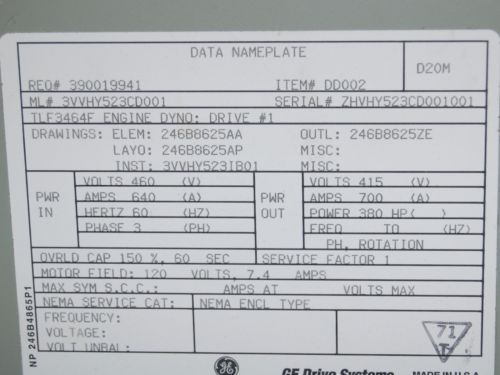 DATA NAMEPLATE
D20M
REQ# 390019941 ITEM# DD002
ML# 3VVHY523CD001 SERIAL# ZHVHY523CD001001
TLF3464F ENGINE DYNO: DRIVE #1
DRAWINGS: ELEM: 246B8625AA OUTL: 246B8625ZE
LAYO: 246B8625AP MISC:
INST: 3VVHY523IB01 MISC:
PWR IN
VOLTS 460 (V)
AMPS 640 (A)
HERTZ 60 (HZ)
PHASE 3 (PH)
PWR OUT
VOLTS 415 (V)
AMPS 700 (A)
POWER 380 HP( )
FREQ TO (HZ)
PH, ROTATION
OVRLD CAP 150 %, 60 SEC SERVICE FACTOR 1
MOTOR FIELD: 120 VOLTS, 7.4 AMPS
MAX SYM S.C.C.: AMPS AT VOLTS MAX
NEMA SERVICE CAT: NEMA ENCL TYPE
FREQUENCY:
VOLTAGE:
VOLT UNBAL:
71
T
NP 246B4865P1
GE GE Drive Systems MADE IN U.S.A.